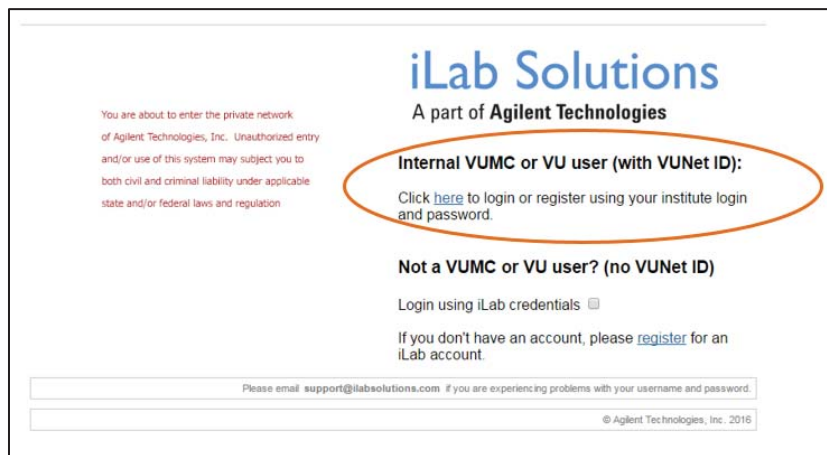 iLab Solutions
A part of Agilent Technologies
You are about to enter the private network
of Agilent Technologies, Inc. Unauthorized entry
and/or use of this system may subject you to
both civil and criminal liability under applicable
state and/or federal laws and regulation
Internal VUMC or VU user (with VUNet ID):
Click here to login or register using your institute login
and password.
Not a VUMC or VU user? (no VUNet ID)
Login using iLab credentials
If you don't have an account, please register for an
iLab account.
Please email support@ilabsolutions.com if you are experiencing problems with your username and password.
© Agilent Technologies, Inc. 2016